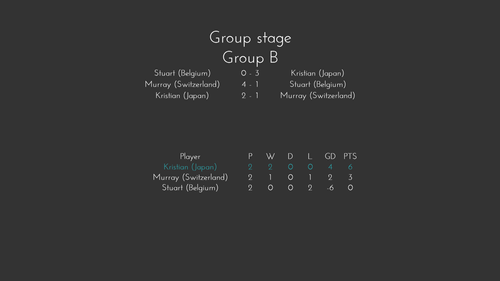 Group stage
Group B
Stuart (Belgium) 0 - 3 Kristian (Japan)
Murray (Switzerland) 4 - 1 Stuart (Belgium)
Kristian (Japan) 2 - 1 Murray (Switzerland)
Player P W D L GD PTS
Kristian (Japan) 2 2 0 0 4 6
Murray (Switzerland) 2 1 0 1 2 3
Stuart (Belgium) 2 0 0 2 -6 0